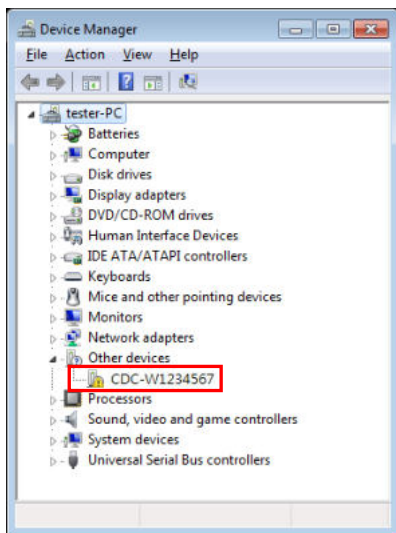 Device Manager
File Action View Help
tester-PC
Batteries
Computer
Disk drives
Display adapters
DVD/CD-ROM drives
Human Interface Devices
IDE ATA/ATAPI controllers
Keyboards
Mice and other pointing devices
Monitors
Network adapters
Other devices
CDC-W1234567
Processors
Sound, video and game controllers
System devices
Universal Serial Bus controllers